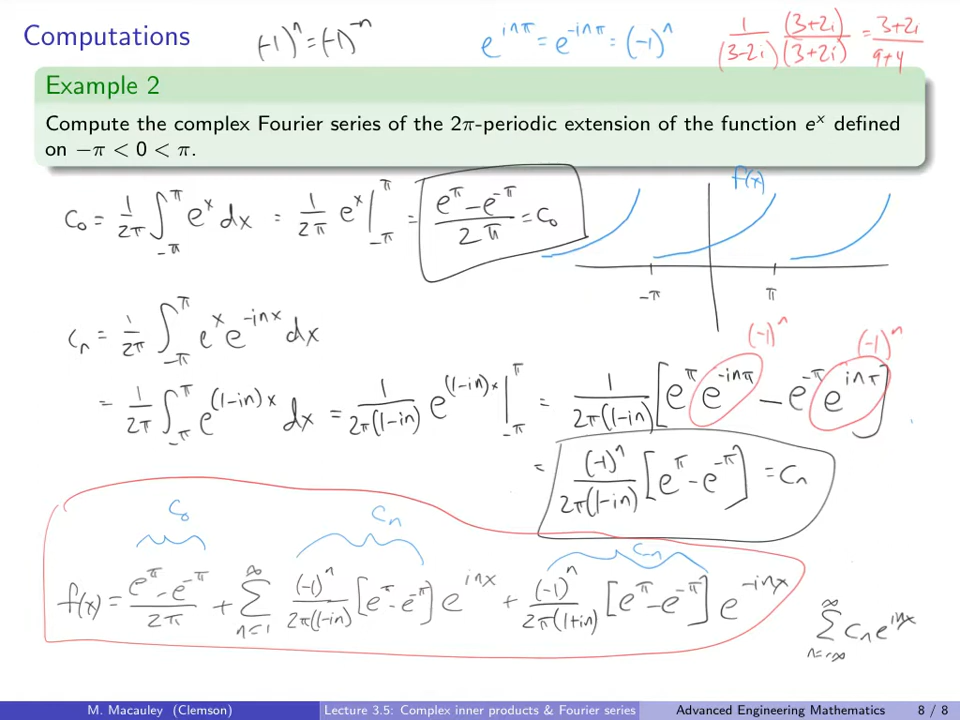 Computations
(-1)^n = (-1)^-n
e^inπ = e^-inπ = (-1)^n
1/(3-2i) (3+2i)/(3+2i) = 3+2i/9+4
Example 2
Compute the complex Fourier series of the 2π-periodic extension of the function e^x defined
on −π < 0 < π.
c₀ = 1/2π ∫_-π^π e^x dx = 1/2π e^x |_-π^π = e^π - e^-π / 2π = c₀
f(x)
-π π
c_n = 1/2π ∫_-π^π e^x e^-inx dx
(-1)^n (-1)^n
= 1/2π ∫_-π^π e^(1-in)x dx = 1/2π(1-in) e^(1-in)x |_-π^π = 1/2π(1-in) [e^π e^-inπ - e^-π e^inπ]
= (-1)^n/2π(1-in) [e^π - e^-π] = c_n
c₀ c_n c_-n
f(x) = e^π - e^-π / 2π + ∑_n=1^∞ (-1)^n/2π(1-in) [e^π - e^-π] e^inx + (-1)^n/2π(1+in) [e^π - e^-π] e^-inx
∑_n=-∞^∞ c_n e^inx
M. Macauley (Clemson) Lecture 3.5: Complex inner products & Fourier series Advanced Engineering Mathematics 8 / 8